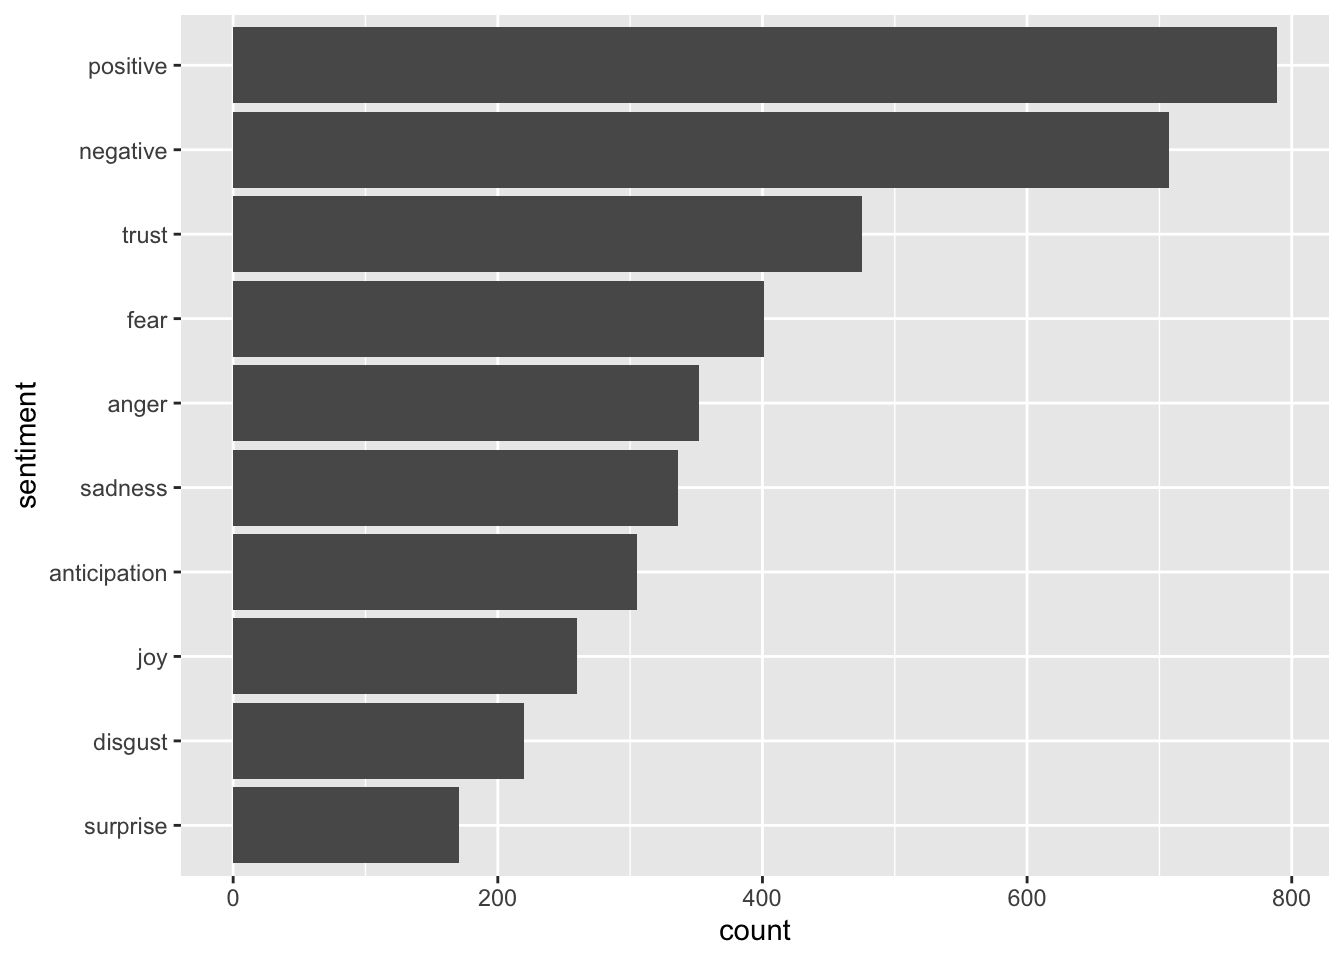 positive
negative
trust
fear
anger
sadness
anticipation
joy
disgust
surprise
sentiment
0 200 400 600 800
count